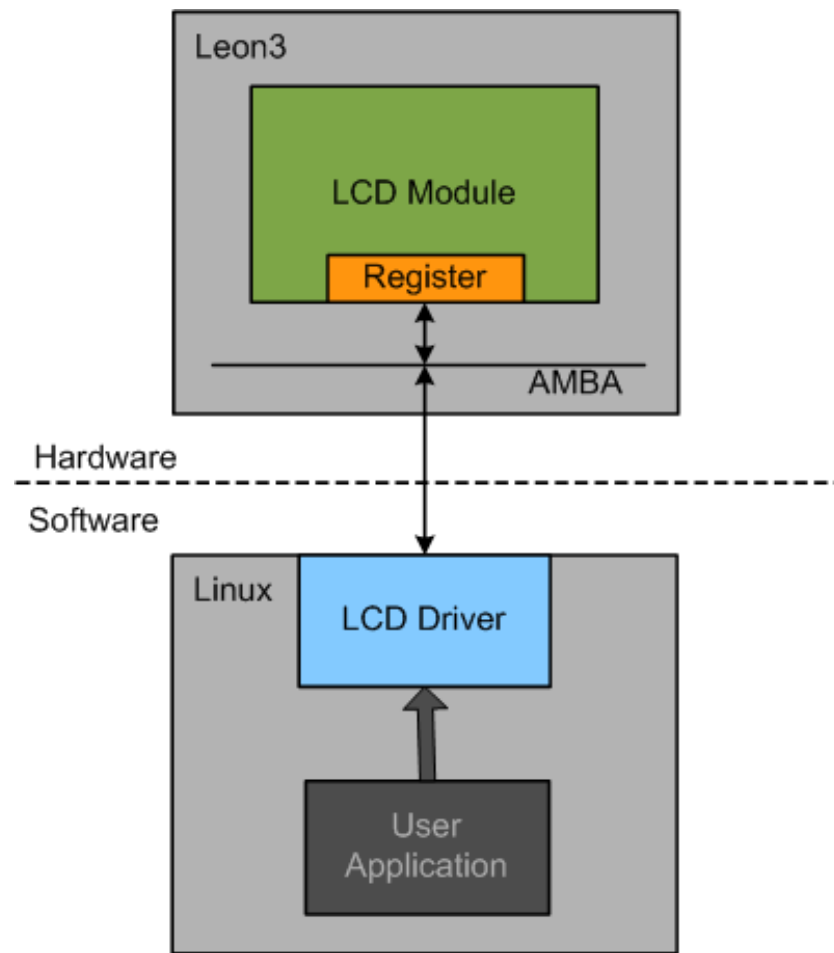 Leon3
LCD Module
Register
AMBA
Hardware
Software
Linux
LCD Driver
User
Application